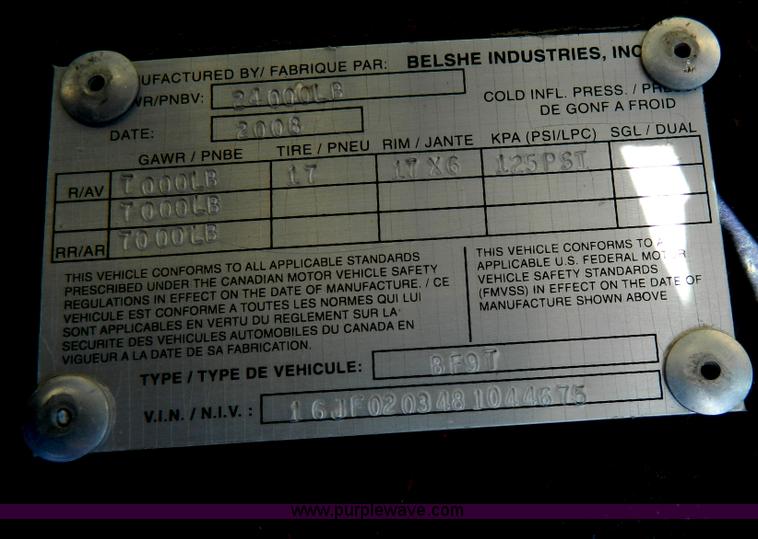 UFACTURED BY/ FABRIQUE PAR: BELSHE INDUSTRIES, INC
WR/PNBV: 24000LB COLD INFL. PRESS. / PRE
DE GONF A FROID
DATE: 2008
GAWR / PNBE TIRE / PNEU RIM / JANTE KPA (PSI/LPC) SGL / DUAL
R/AV 7000LB 17 17X6 125PSI
7000LB
RR/AR 7000LB
THIS VEHICLE CONFORMS TO ALL APPLICABLE STANDARDS
PRESCRIBED UNDER THE CANADIAN MOTOR VEHICLE SAFETY
REGULATIONS IN EFFECT ON THE DATE OF MANUFACTURE. / CE
VEHICULE EST CONFORME A TOUTES LES NORMES QUI LUI
SONT APPLICABLES EN VERTU DU REGLEMENT SUR LA
SECURITE DES VEHICULES AUTOMOBILES DU CANADA EN
VIGUEUR A LA DATE DE SA FABRICATION.
THIS VEHICLE CONFORMS TO A
APPLICABLE U.S. FEDERAL MOTOR
VEHICLE SAFETY STANDARDS
(FMVSS) IN EFFECT ON THE DATE OF
MANUFACTURE SHOWN ABOVE
TYPE / TYPE DE VEHICULE: BF9T
V.I.N. / N.I.V. : 16JF0203481044675
www.purplewave.com